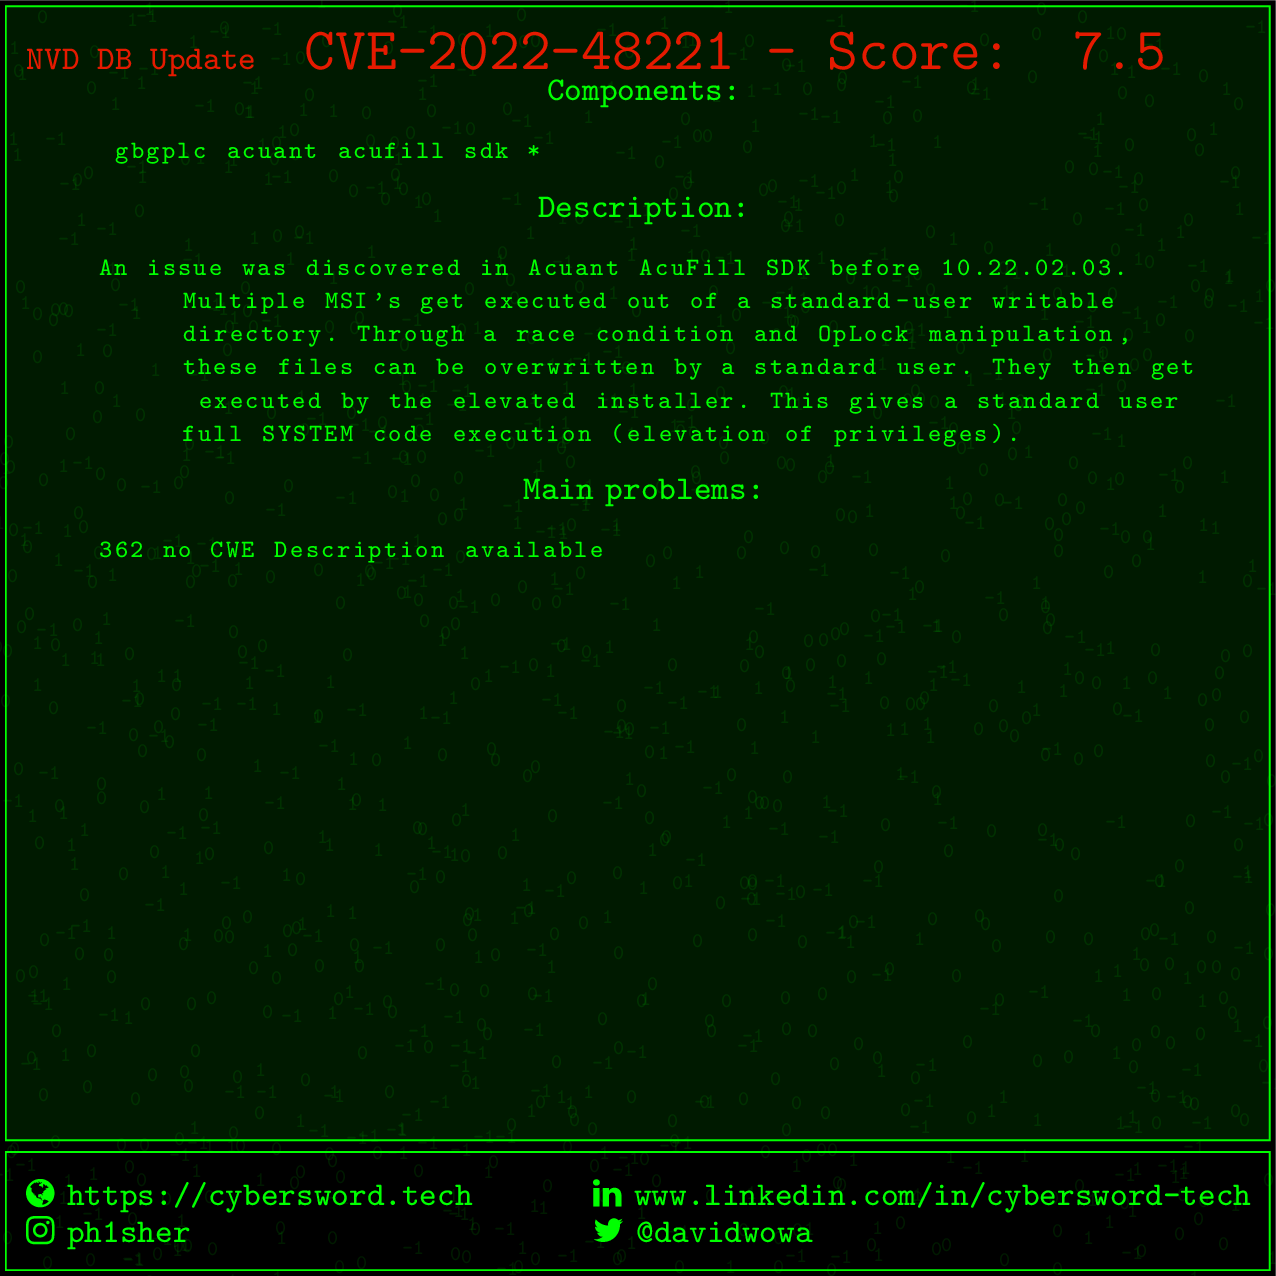 NVD DB Update CVE-2022-48221 - Score: 7.5
Components:
gbgplc acuant acufill sdk *
Description:
An issue was discovered in Acuant AcuFill SDK before 10.22.02.03.
Multiple MSI's get executed out of a standard-user writable
directory. Through a race condition and OpLock manipulation,
these files can be overwritten by a standard user. They then get
executed by the elevated installer. This gives a standard user
full SYSTEM code execution (elevation of privileges).
Main problems:
362 no CWE Description available
https://cybersword.tech
www.linkedin.com/in/cybersword-tech
ph1sher
@davidwowa